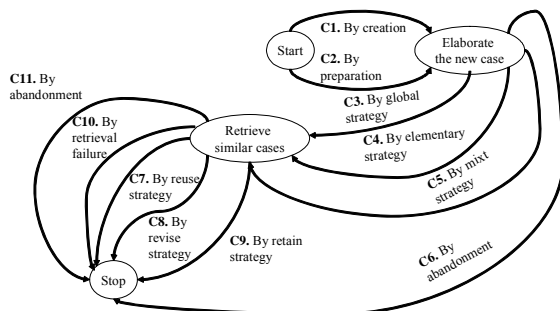 C1. By creation
Start
C2. By
preparation
Elaborate
the new case
C11. By
abandonment
C3. By global
strategy
C10. By
retrieval
failure
Retrieve
similar cases
C4. By elementary
strategy
C5. By mixt
strategy
C7. By reuse
strategy
C8. By
revise
strategy
C9. By retain
strategy
C6. By
abandonment
Stop